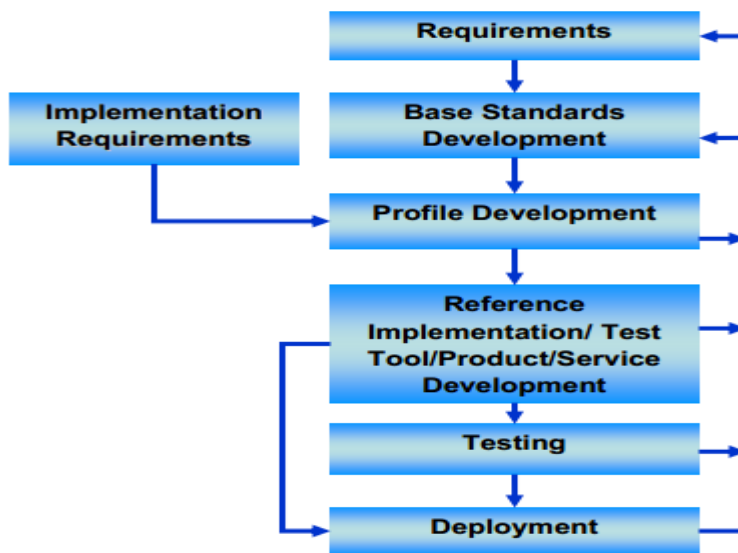 Requirements
Implementation
Requirements
Base Standards
Development
Profile Development
Reference
Implementation/ Test
Tool/Product/Service
Development
Testing
Deployment